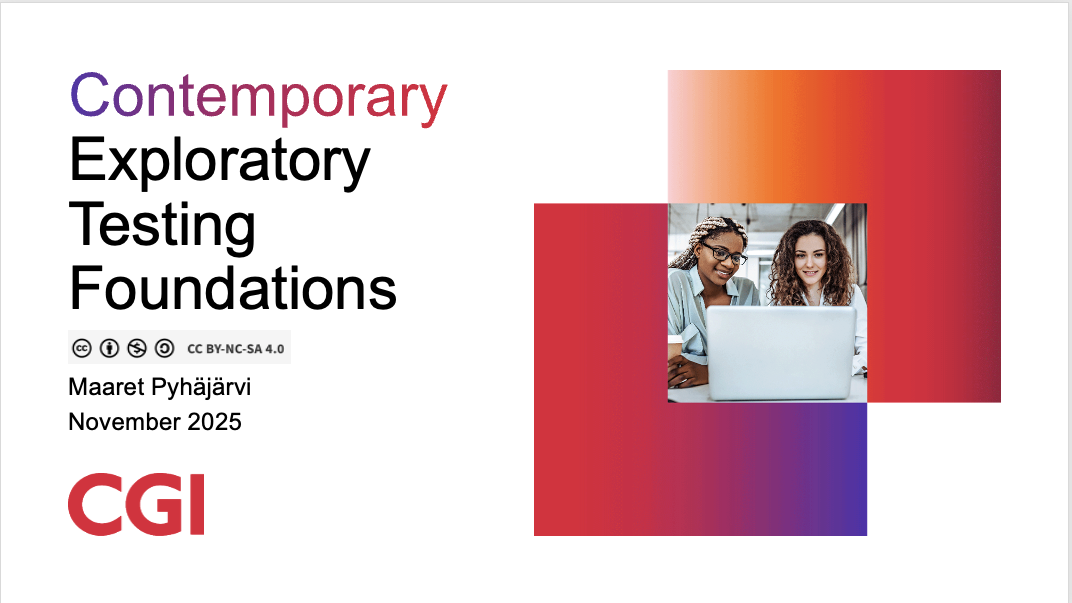 Contemporary
Exploratory
Testing
Foundations
CC BY-NC-SA 4.0
Maaret Pyhäjärvi
November 2025
CGI